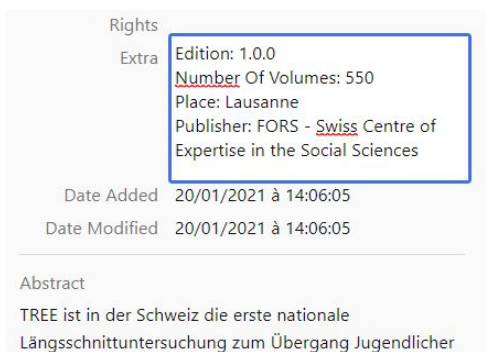 Rights
Extra Edition: 1.0.0
Number Of Volumes: 550
Place: Lausanne
Publisher: FORS - Swiss Centre of
Expertise in the Social Sciences
Date Added 20/01/2021 à 14:06:05
Date Modified 20/01/2021 à 14:06:05
Abstract
TREE ist in der Schweiz die erste nationale
Längsschnittuntersuchung zum Übergang Jugendlicher